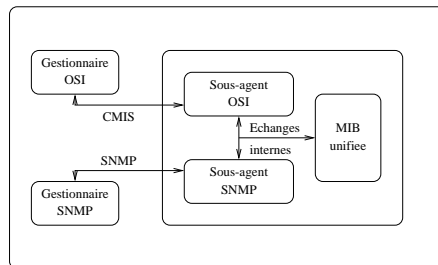 Gestionnaire
OSI
CMIS
Sous-agent
OSI
Echanges
internes
MIB
unifiee
SNMP
Gestionnaire
SNMP
Sous-agent
SNMP